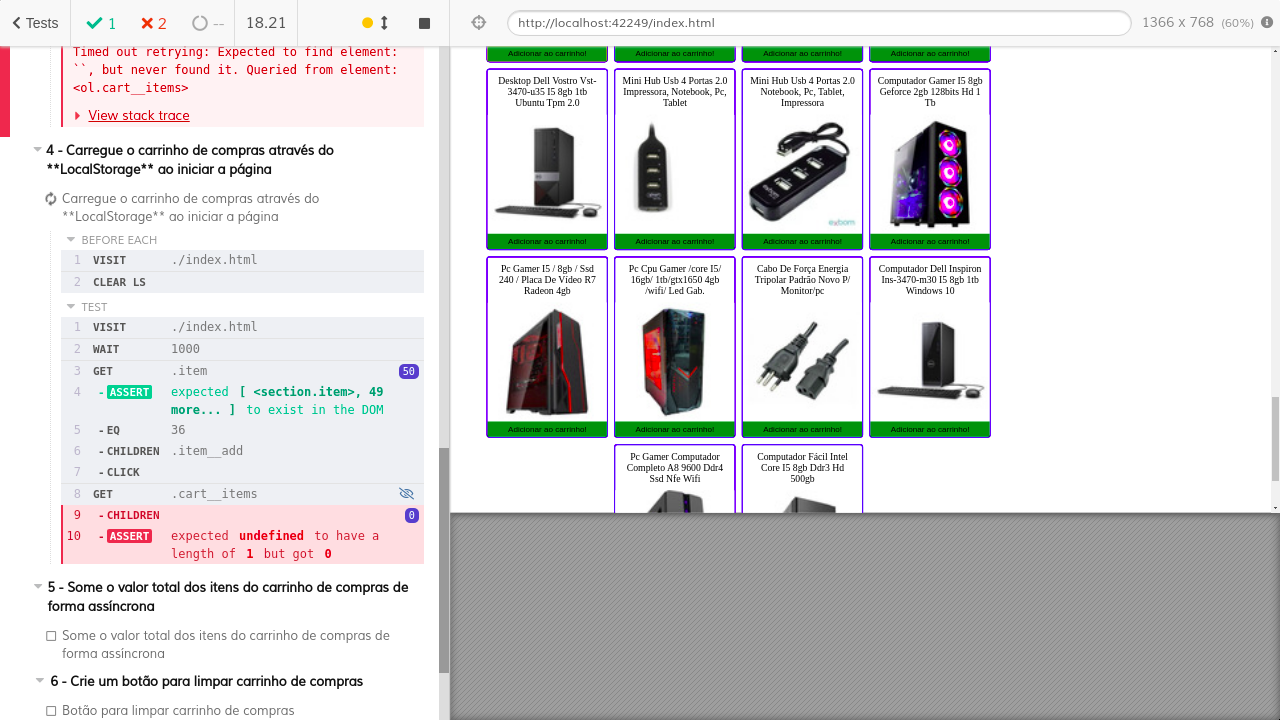 Tests
1
2
--
18.21
http://localhost:42249/index.html
1366 x 768 (60%)
Timed out retrying: Expected to find element:
``, but never found it. Queried from element:
<ol.cart__items>
View stack trace
4 - Carregue o carrinho de compras através do
**LocalStorage** ao iniciar a página
Carregue o carrinho de compras através do
**LocalStorage** ao iniciar a página
BEFORE EACH
1 VISIT ./index.html
2 CLEAR LS
TEST
1 VISIT ./index.html
2 WAIT 1000
3 GET .item 50
4 - ASSERT expected [ <section.item>, 49
more... ] to exist in the DOM
5 - EQ 36
6 - CHILDREN .item__add
7 - CLICK
8 GET .cart__items
9 - CHILDREN 0
10 - ASSERT expected undefined to have a
length of 1 but got 0
5 - Some o valor total dos itens do carrinho de compras de
forma assíncrona
Some o valor total dos itens do carrinho de compras de
forma assíncrona
6 - Crie um botão para limpar carrinho de compras
Botão para limpar carrinho de compras
Adicionar ao carrinho!
Adicionar ao carrinho!
Adicionar ao carrinho!
Adicionar ao carrinho!
Desktop Dell Vostro Vst-
3470-u35 I5 8gb 1tb
Ubuntu Tpm 2.0
Adicionar ao carrinho!
Mini Hub Usb 4 Portas 2.0
Impressora, Notebook, Pc,
Tablet
Adicionar ao carrinho!
Mini Hub Usb 4 Portas 2.0
Notebook, Pc, Tablet,
Impressora
exbom
Adicionar ao carrinho!
Computador Gamer I5 8gb
Geforce 2gb 128bits Hd 1
Tb
Adicionar ao carrinho!
Pc Gamer I5 / 8gb / Ssd
240 / Placa De Vídeo R7
Radeon 4gb
Adicionar ao carrinho!
Pc Cpu Gamer /core I5/
16gb/ 1tb/gtx1650 4gb
/wifi/ Led Gab.
Adicionar ao carrinho!
Cabo De Força Energia
Tripolar Padrão Novo P/
Monitor/pc
Adicionar ao carrinho!
Computador Dell Inspiron
Ins-3470-m30 I5 8gb 1tb
Windows 10
Adicionar ao carrinho!
Pc Gamer Computador
Completo A8 9600 Ddr4
Ssd Nfe Wifi
Computador Fácil Intel
Core I5 8gb Ddr3 Hd
500gb